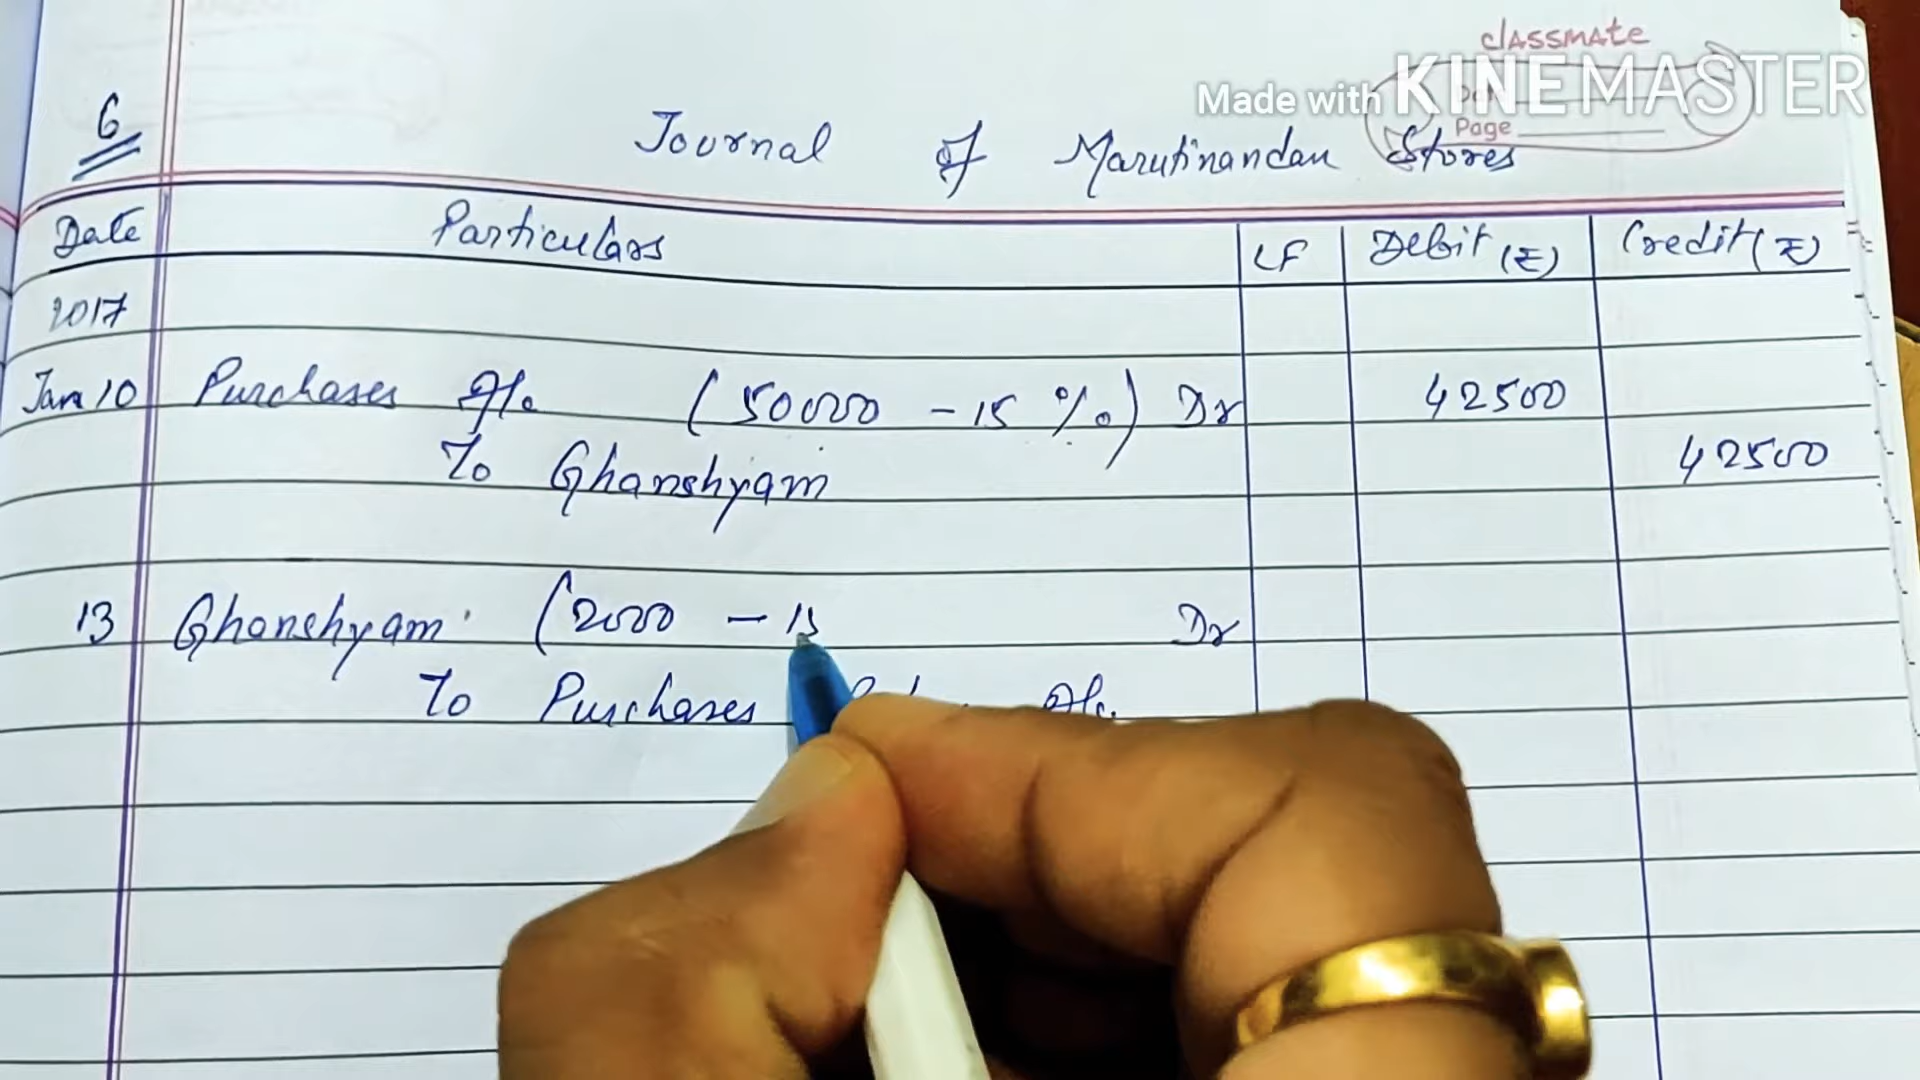 classmate
Made with KINEMASTER
Date
Page
6
Journal of Marutinandan Stores
Date Particulars LF Debit (₹) Credit (₹)
2017
Jan 10 Purchases A/c (50000 - 15 %) Dr 42500
To Ghanshyam 42500
13 Ghanshyam (2000 - 15 Dr
To Purchases A/c.